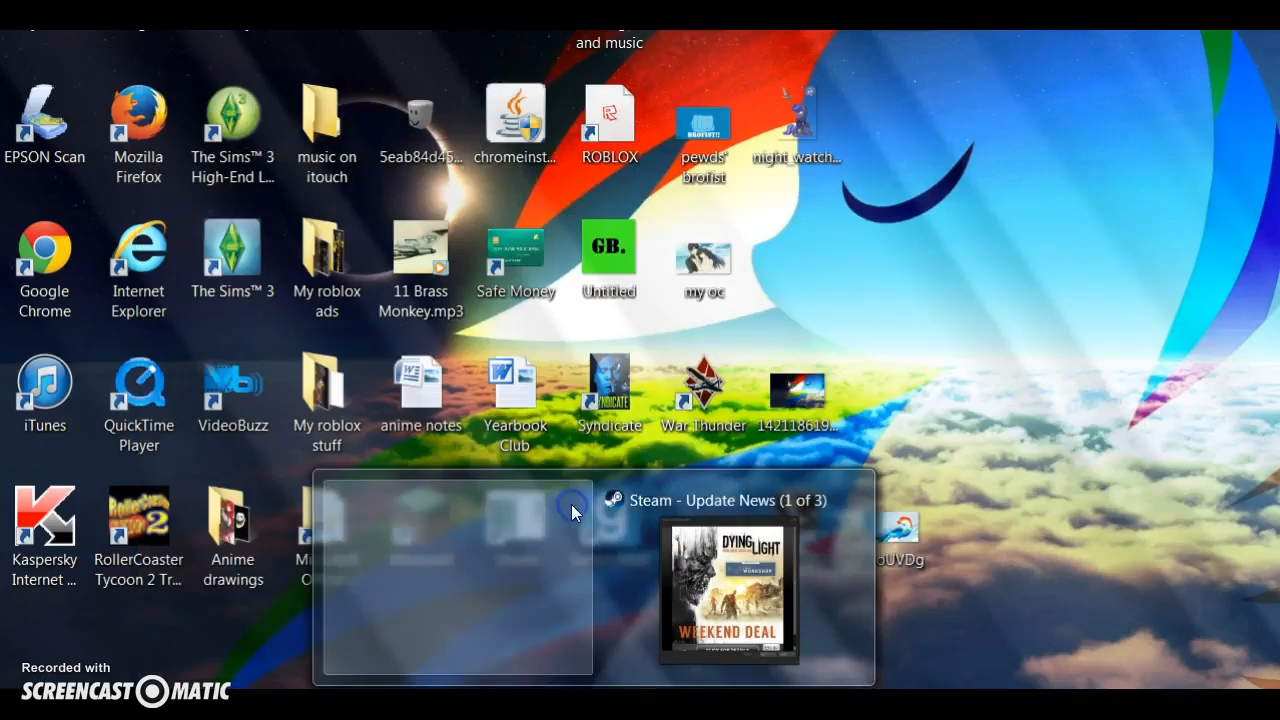 and music
EPSON Scan
Mozilla
Firefox
The Sims™ 3
High-End L...
music on
itouch
5eab84d45...
chromeinst...
ROBLOX
BROFIST!!
pewds'
brofist
night_watch...
Google
Chrome
Internet
Explorer
The Sims™ 3
My roblox
ads
11 Brass
Monkey.mp3
Safe Money
GB.
Untitled
my oc
iTunes
QuickTime
Player
VideoBuzz
My roblox
stuff
anime notes
Yearbook
Club
SYNDICATE
Syndicate
War Thunder
142118619...
Kaspersky
Internet ...
RollerCoaster
Tycoon 2 Tr...
Anime
drawings
Steam - Update News (1 of 3)
DYING LIGHT
WORKSHOP
WEEKEND DEAL
oUVDg
Recorded with
SCREENCAST-O-MATIC